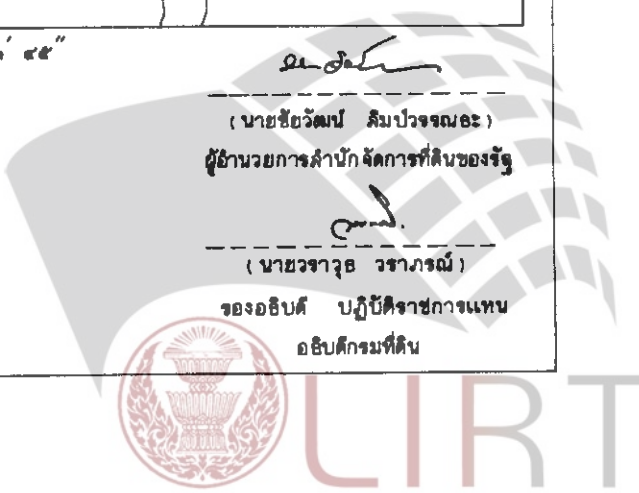 ๔๕"
(นายชัยวัฒน์ ลิมป์วรรณธะ)
ผู้อำนวยการสำนักจัดการที่ดินของรัฐ
(นายวราวุธ วราภรณ์)
รองอธิบดี ปฏิบัติราชการแทน
อธิบดีกรมที่ดิน
LIRT